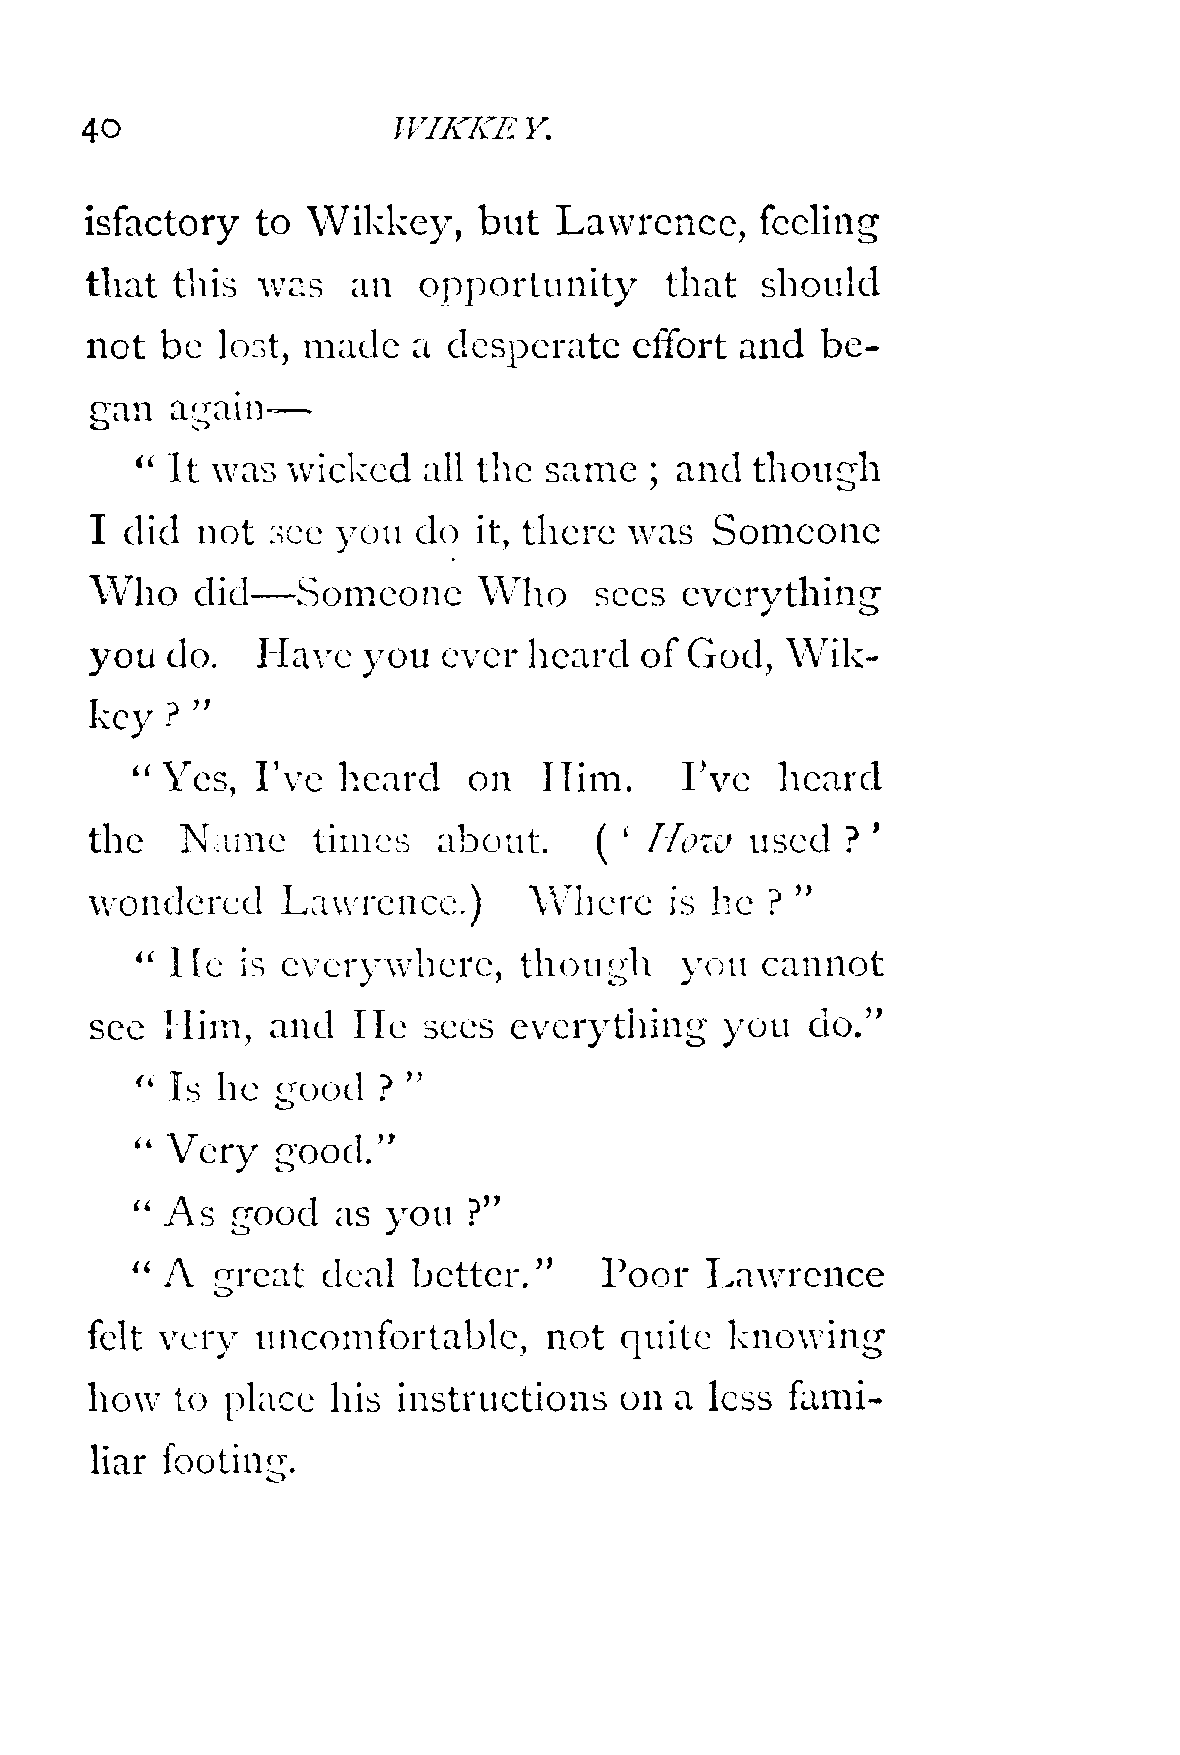 40 WIKKEY.
isfactory to Wikkey, but Lawrence, feeling
that this was an opportunity that should
not be lost, made a desperate effort and be-
gan again—
“ It was wicked all the same ; and though
I did not see you do it, there was Someone
Who did—Someone Who sees everything
you do. Have you ever heard of God, Wik-
key ? ”
“ Yes, I’ve heard on Him. I’ve heard
the Name times about. ( ‘ How used ? ’
wondered Lawrence.) Where is he ? ”
“ He is everywhere, though you cannot
see Him, and He sees everything you do.”
“ Is he good ? ”
“ Very good.”
“ As good as you ?”
“ A great deal better.” Poor Lawrence
felt very uncomfortable, not quite knowing
how to place his instructions on a less fami-
liar footing.